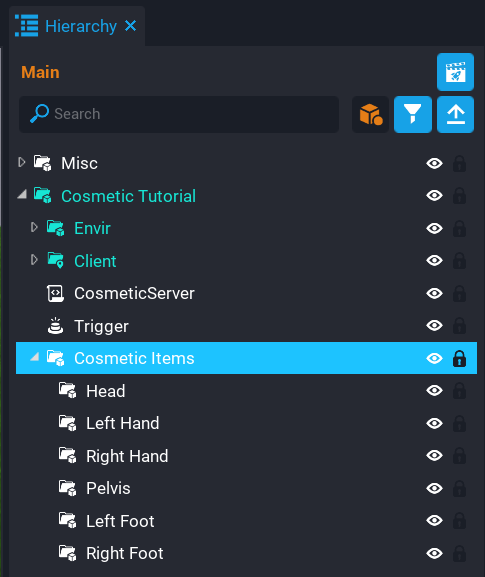 Hierarchy
Main
Search
Misc
Cosmetic Tutorial
Envir
Client
CosmeticServer
Trigger
Cosmetic Items
Head
Left Hand
Right Hand
Pelvis
Left Foot
Right Foot